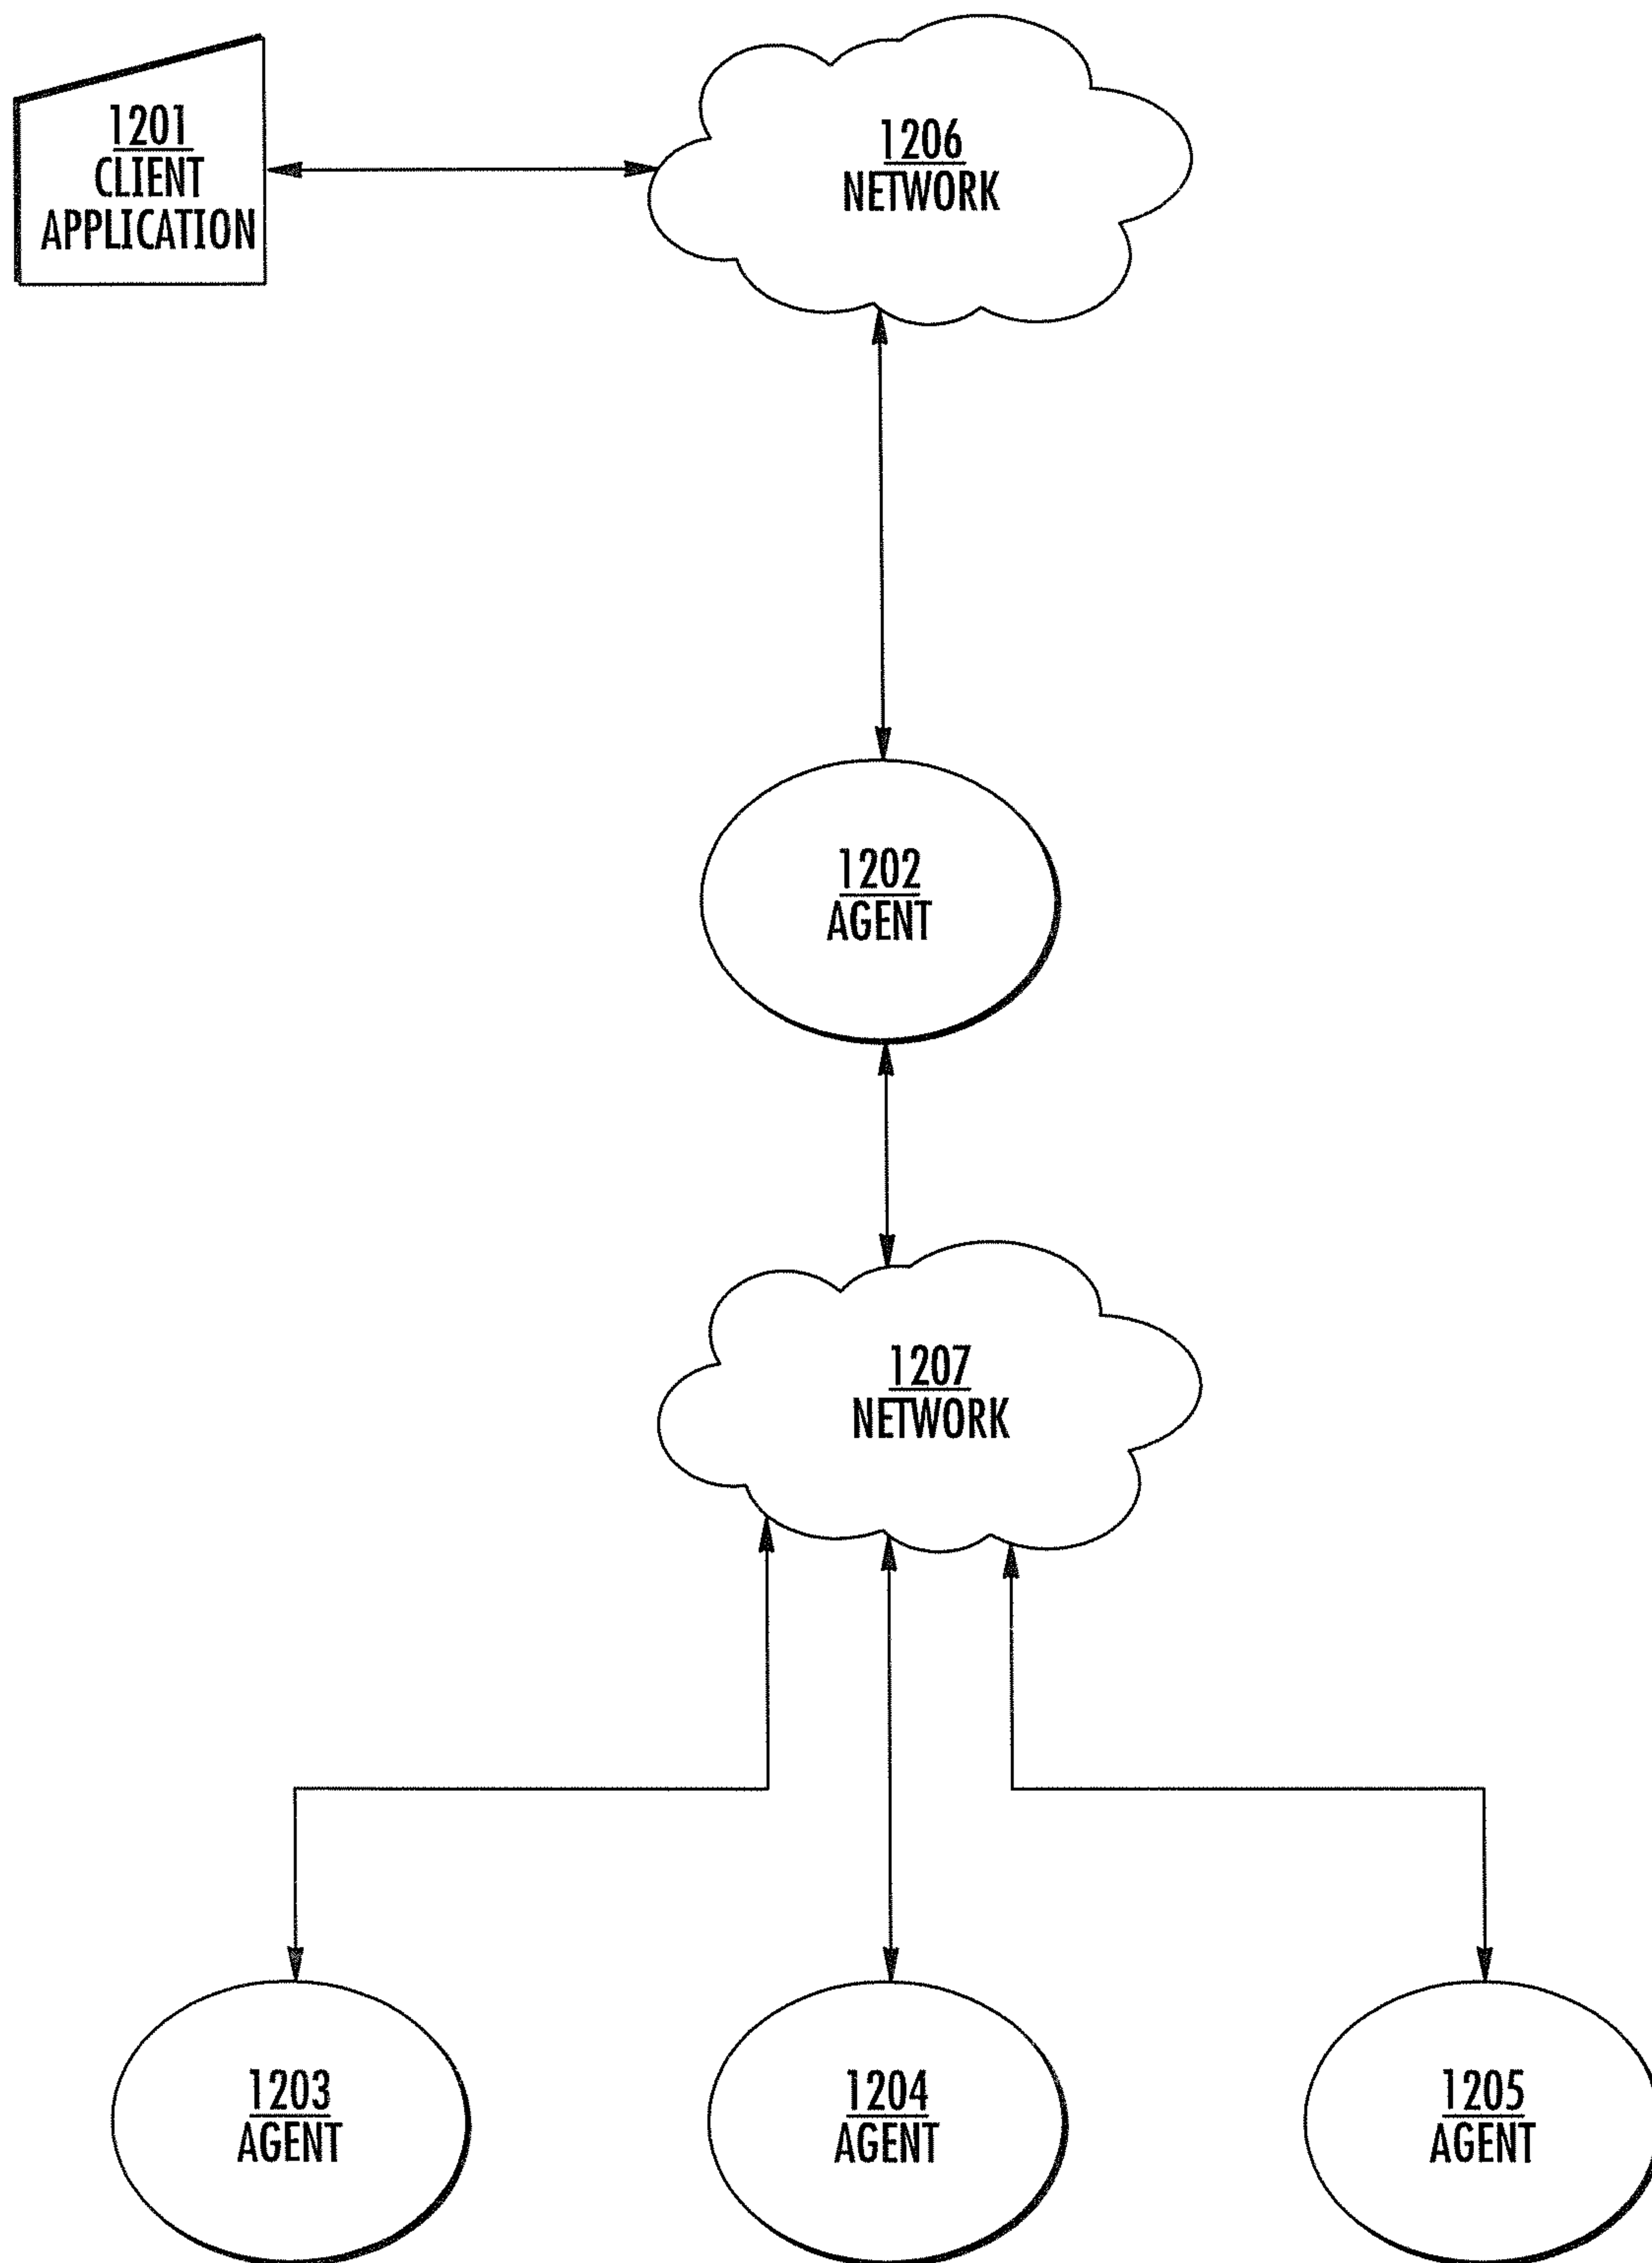 1201
CLIENT
APPLICATION
1206
NETWORK
1202
AGENT
1207
NETWORK
1203
AGENT
1204
AGENT
1205
AGENT